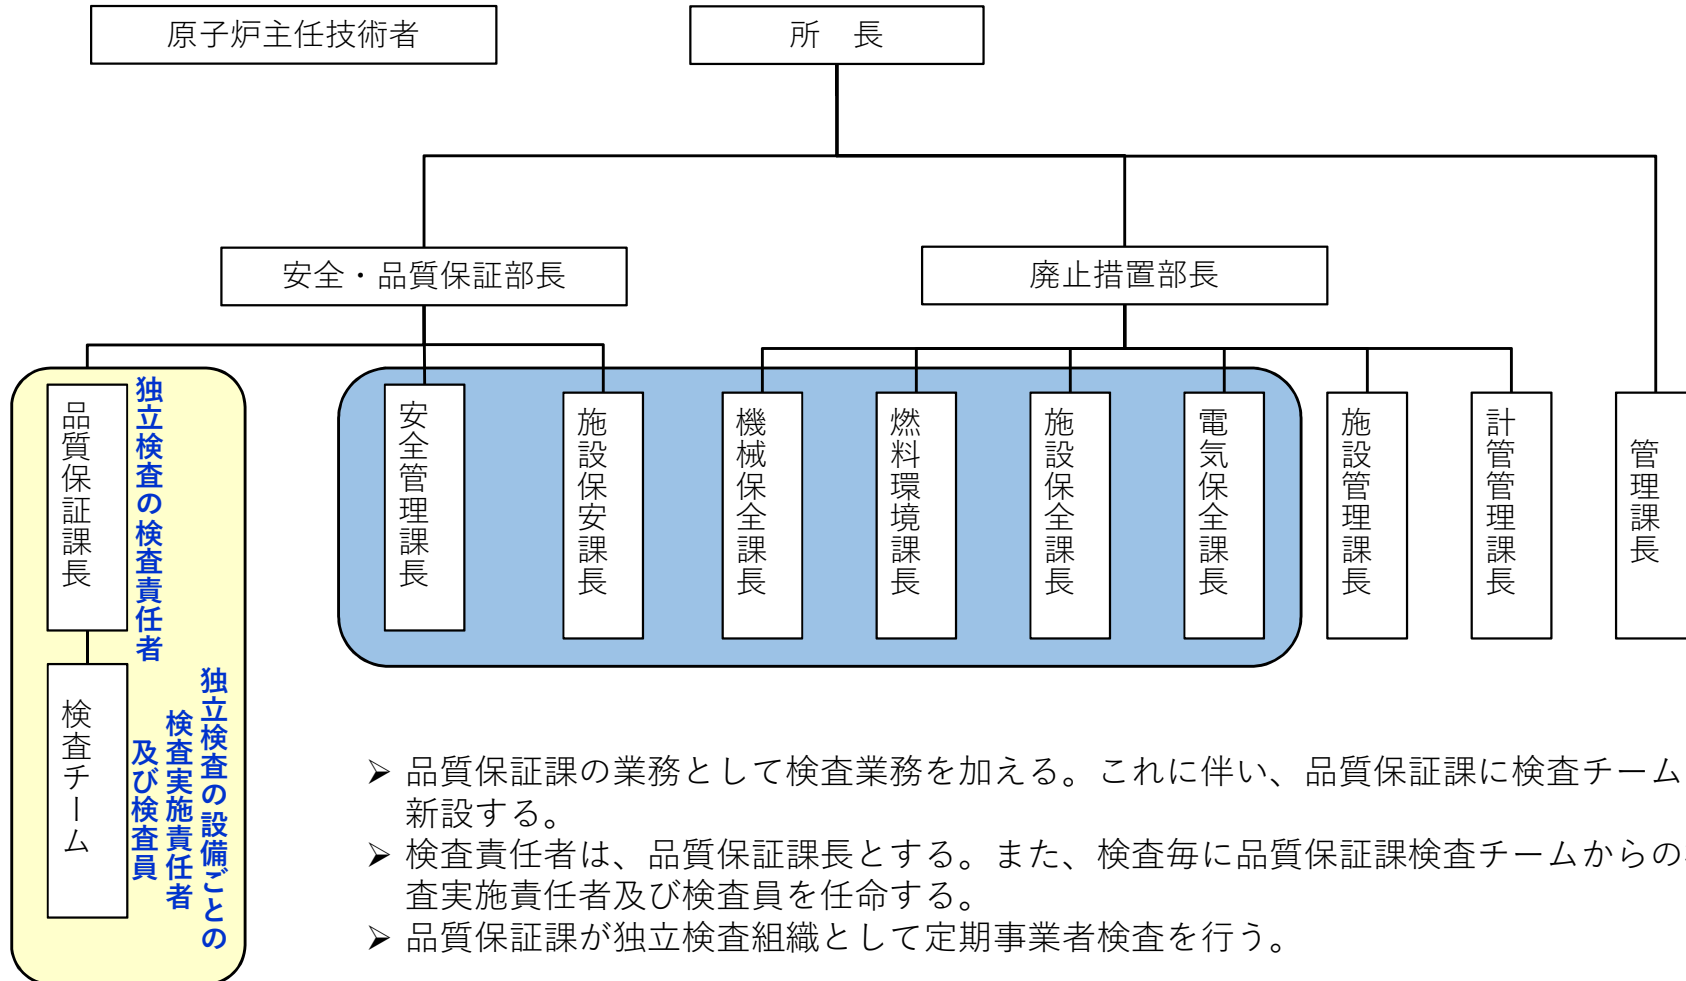 原子炉主任技術者
所　長
安全・品質保証部長
廃止措置部長
品質保証課長
独立検査の検査責任者
検査チーム
独立検査の設備ごとの
検査実施責任者
及び検査員
安全管理課長
施設保安課長
機械保全課長
燃料環境課長
施設保全課長
電気保全課長
施設管理課長
計管管理課長
管理課長
➢ 品質保証課の業務として検査業務を加える。これに伴い、品質保証課に検査チーム
新設する。
➢ 検査責任者は、品質保証課長とする。また、検査毎に品質保証課検査チームからの
査実施責任者及び検査員を任命する。
➢ 品質保証課が独立検査組織として定期事業者検査を行う。